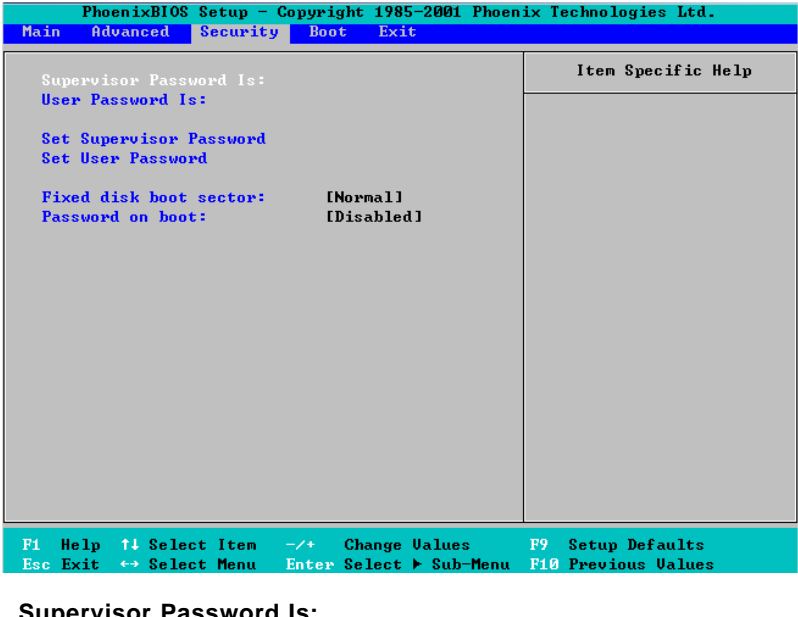 PhoenixBIOS Setup - Copyright 1985-2001 Phoenix Technologies Ltd.
Main Advanced Security Boot Exit
Supervisor Password Is:
User Password Is:
Set Supervisor Password
Set User Password
Fixed disk boot sector: [Normal]
Password on boot: [Disabled]
Item Specific Help
F1 Help ↑↓ Select Item -/+ Change Values F9 Setup Defaults
Esc Exit ↔ Select Menu Enter Select ▶ Sub-Menu F10 Previous Values
Supervisor Password Is: